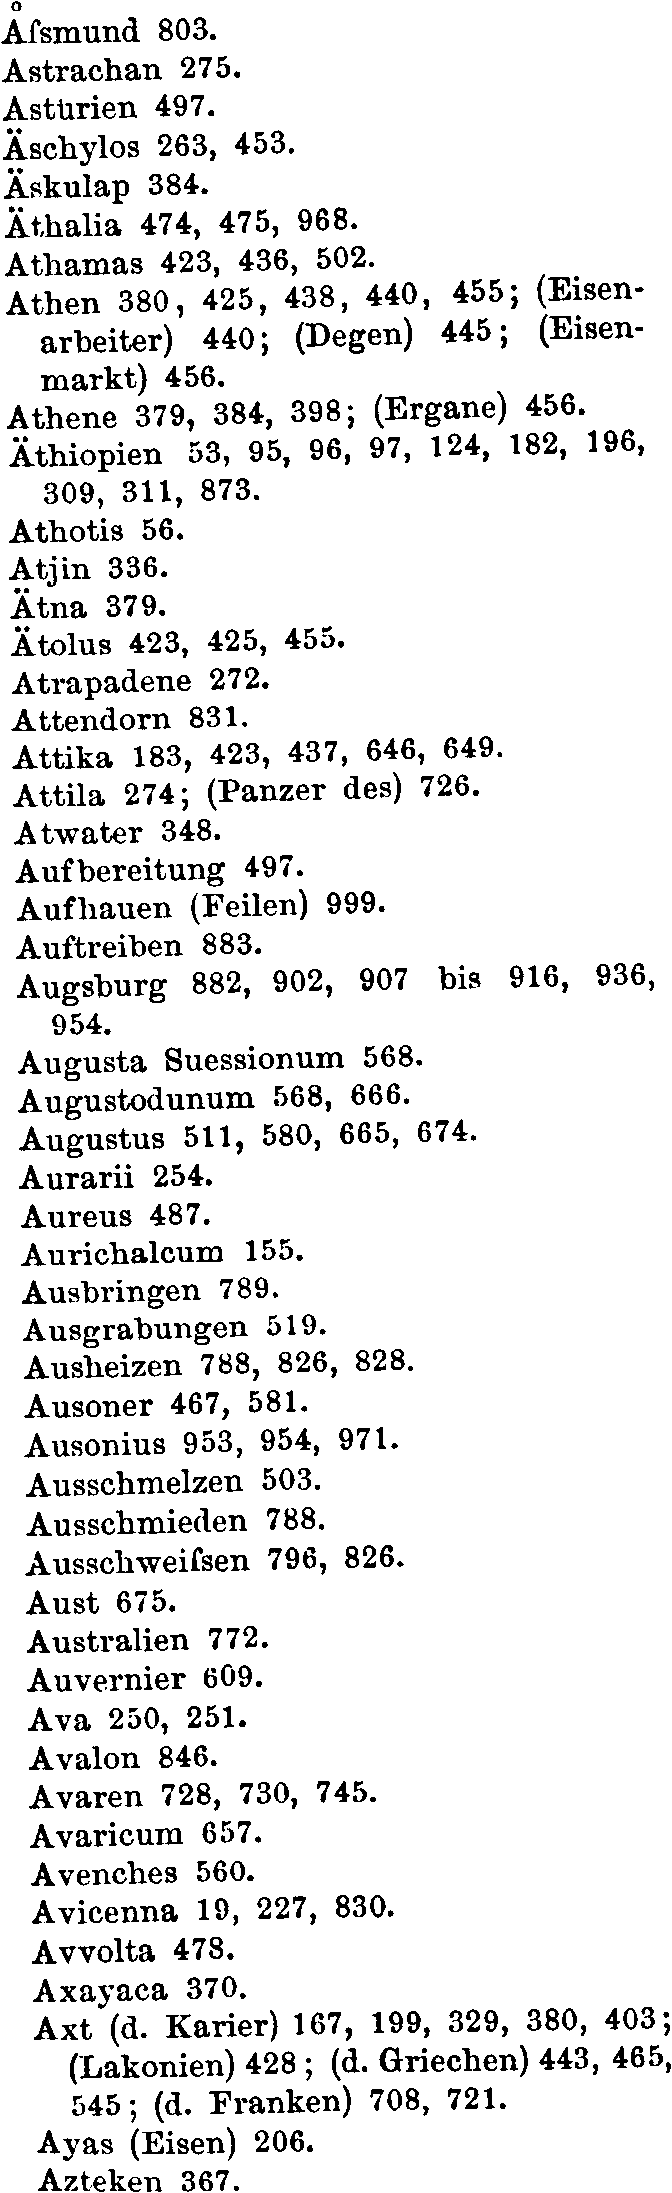 Åſsmund 803.
Astrachan 275.
Asturien 497.
Äschylos 263, 453.
Äskulap 384.
Äthalia 474, 475, 968.
Athamas 423, 436, 502.
Athen 380, 425, 438, 440, 455; (Eisen-
arbeiter) 440; (Degen) 445; (Eisen-
markt) 456.
Athene 379, 384, 398; (Ergane) 456.
Äthiopien 53, 95, 96, 97, 124, 182, 196,
309, 311, 873.
Athotis 56.
Atjin 336.
Ätna 379.
Ätolus 423, 425, 455.
Atrapadene 272.
Attendorn 831.
Attika 183, 423, 437, 646, 649.
Attila 274; (Panzer des) 726.
Atwater 348.
Aufbereitung 497.
Aufhauen (Feilen) 999.
Auftreiben 883.
Augsburg 882, 902, 907 bis 916, 936,
954.
Augusta Suessionum 568.
Augustodunum 568, 666.
Augustus 511, 580, 665, 674.
Aurarii 254.
Aureus 487.
Aurichalcum 155.
Ausbringen 789.
Ausgrabungen 519.
Ausheizen 788, 826, 828.
Ausoner 467, 581.
Ausonius 953, 954, 971.
Ausschmelzen 503.
Ausschmieden 788.
Ausschweiſsen 796, 826.
Aust 675.
Australien 772.
Auvernier 609.
Ava 250, 251.
Avalon 846.
Avaren 728, 730, 745.
Avaricum 657.
Avenches 560.
Avicenna 19, 227, 830.
Avvolta 478.
Axayaca 370.
Axt (d. Karier) 167, 199, 329, 380, 403;
(Lakonien) 428; (d. Griechen) 443, 465,
545; (d. Franken) 708, 721.
Ayas (Eisen) 206.
Azteken 367.